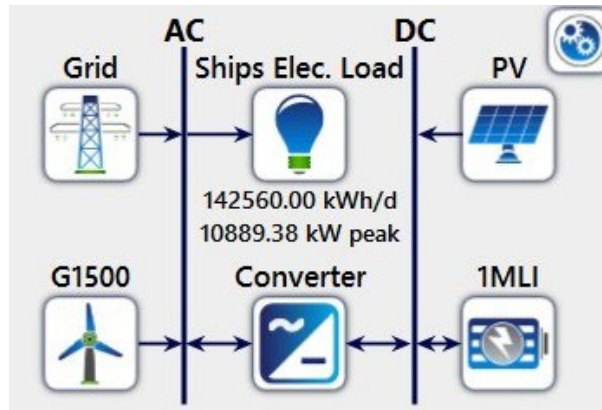 AC DC
Grid Ships Elec. Load PV
142560.00 kWh/d
10889.38 kW peak
G1500 Converter 1MLI